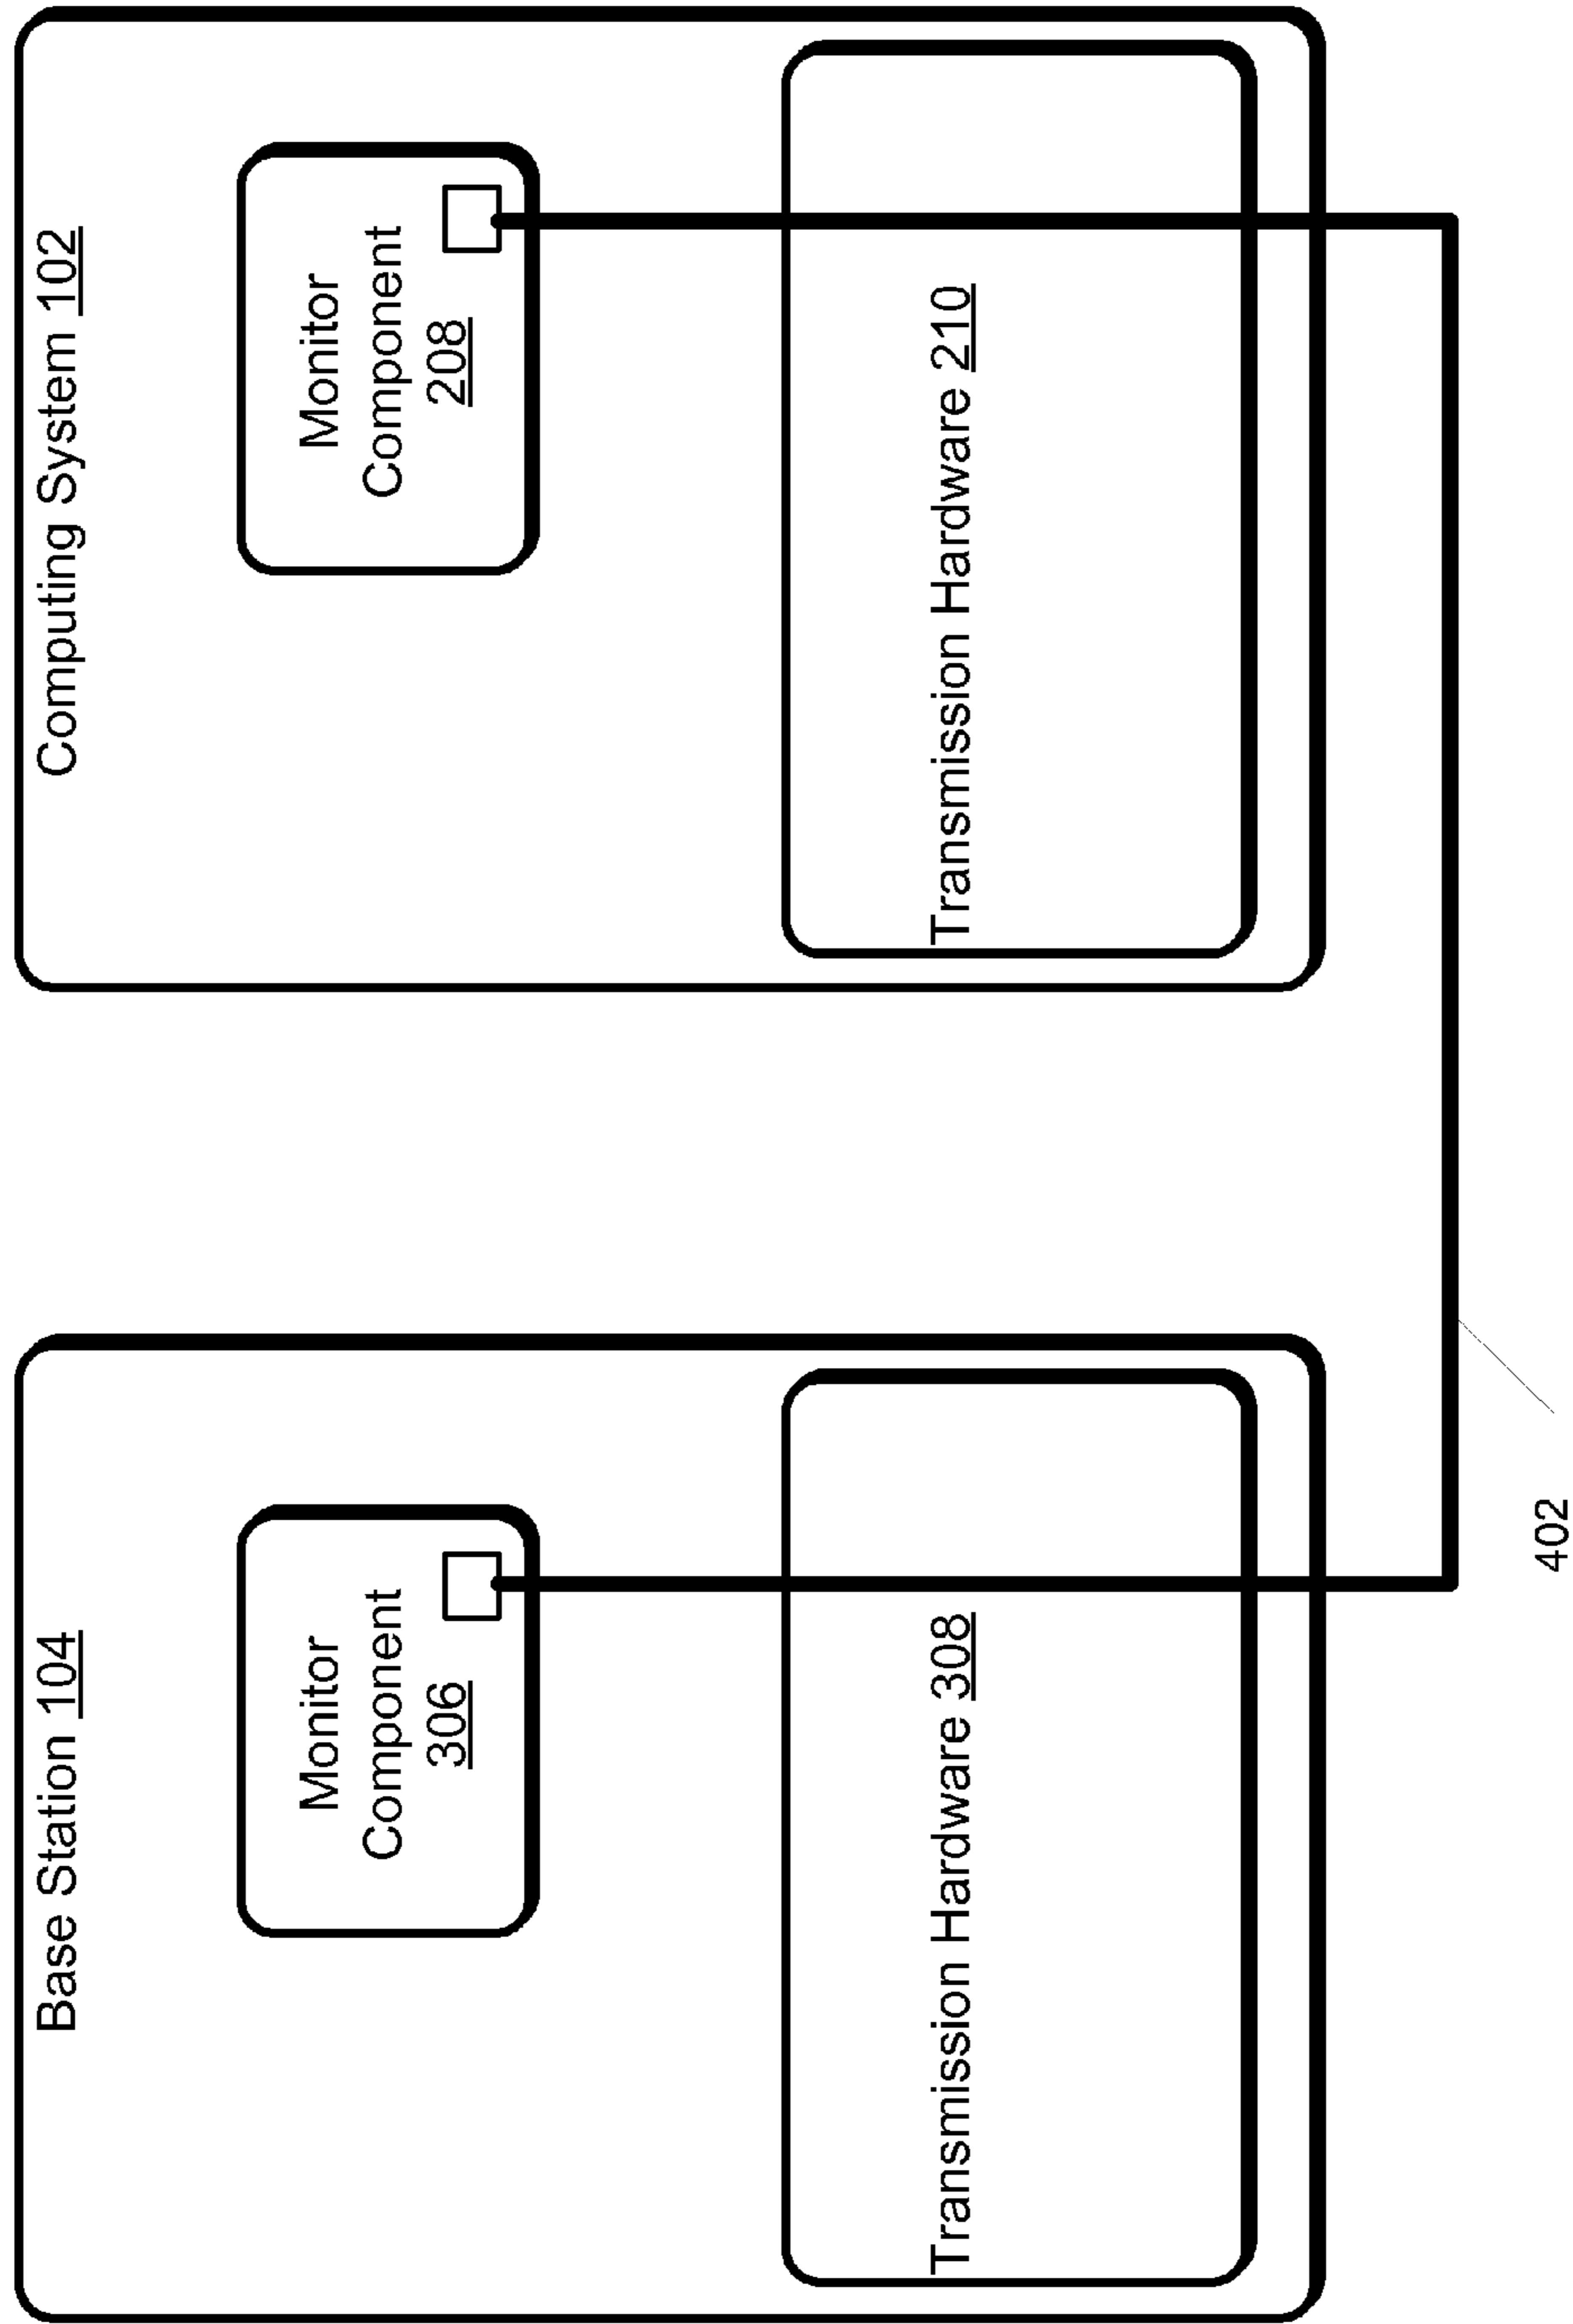 Base Station 104
Monitor
Component
306
Transmission Hardware 308
Computing System 102
Monitor
Component
208
Transmission Hardware 210
402